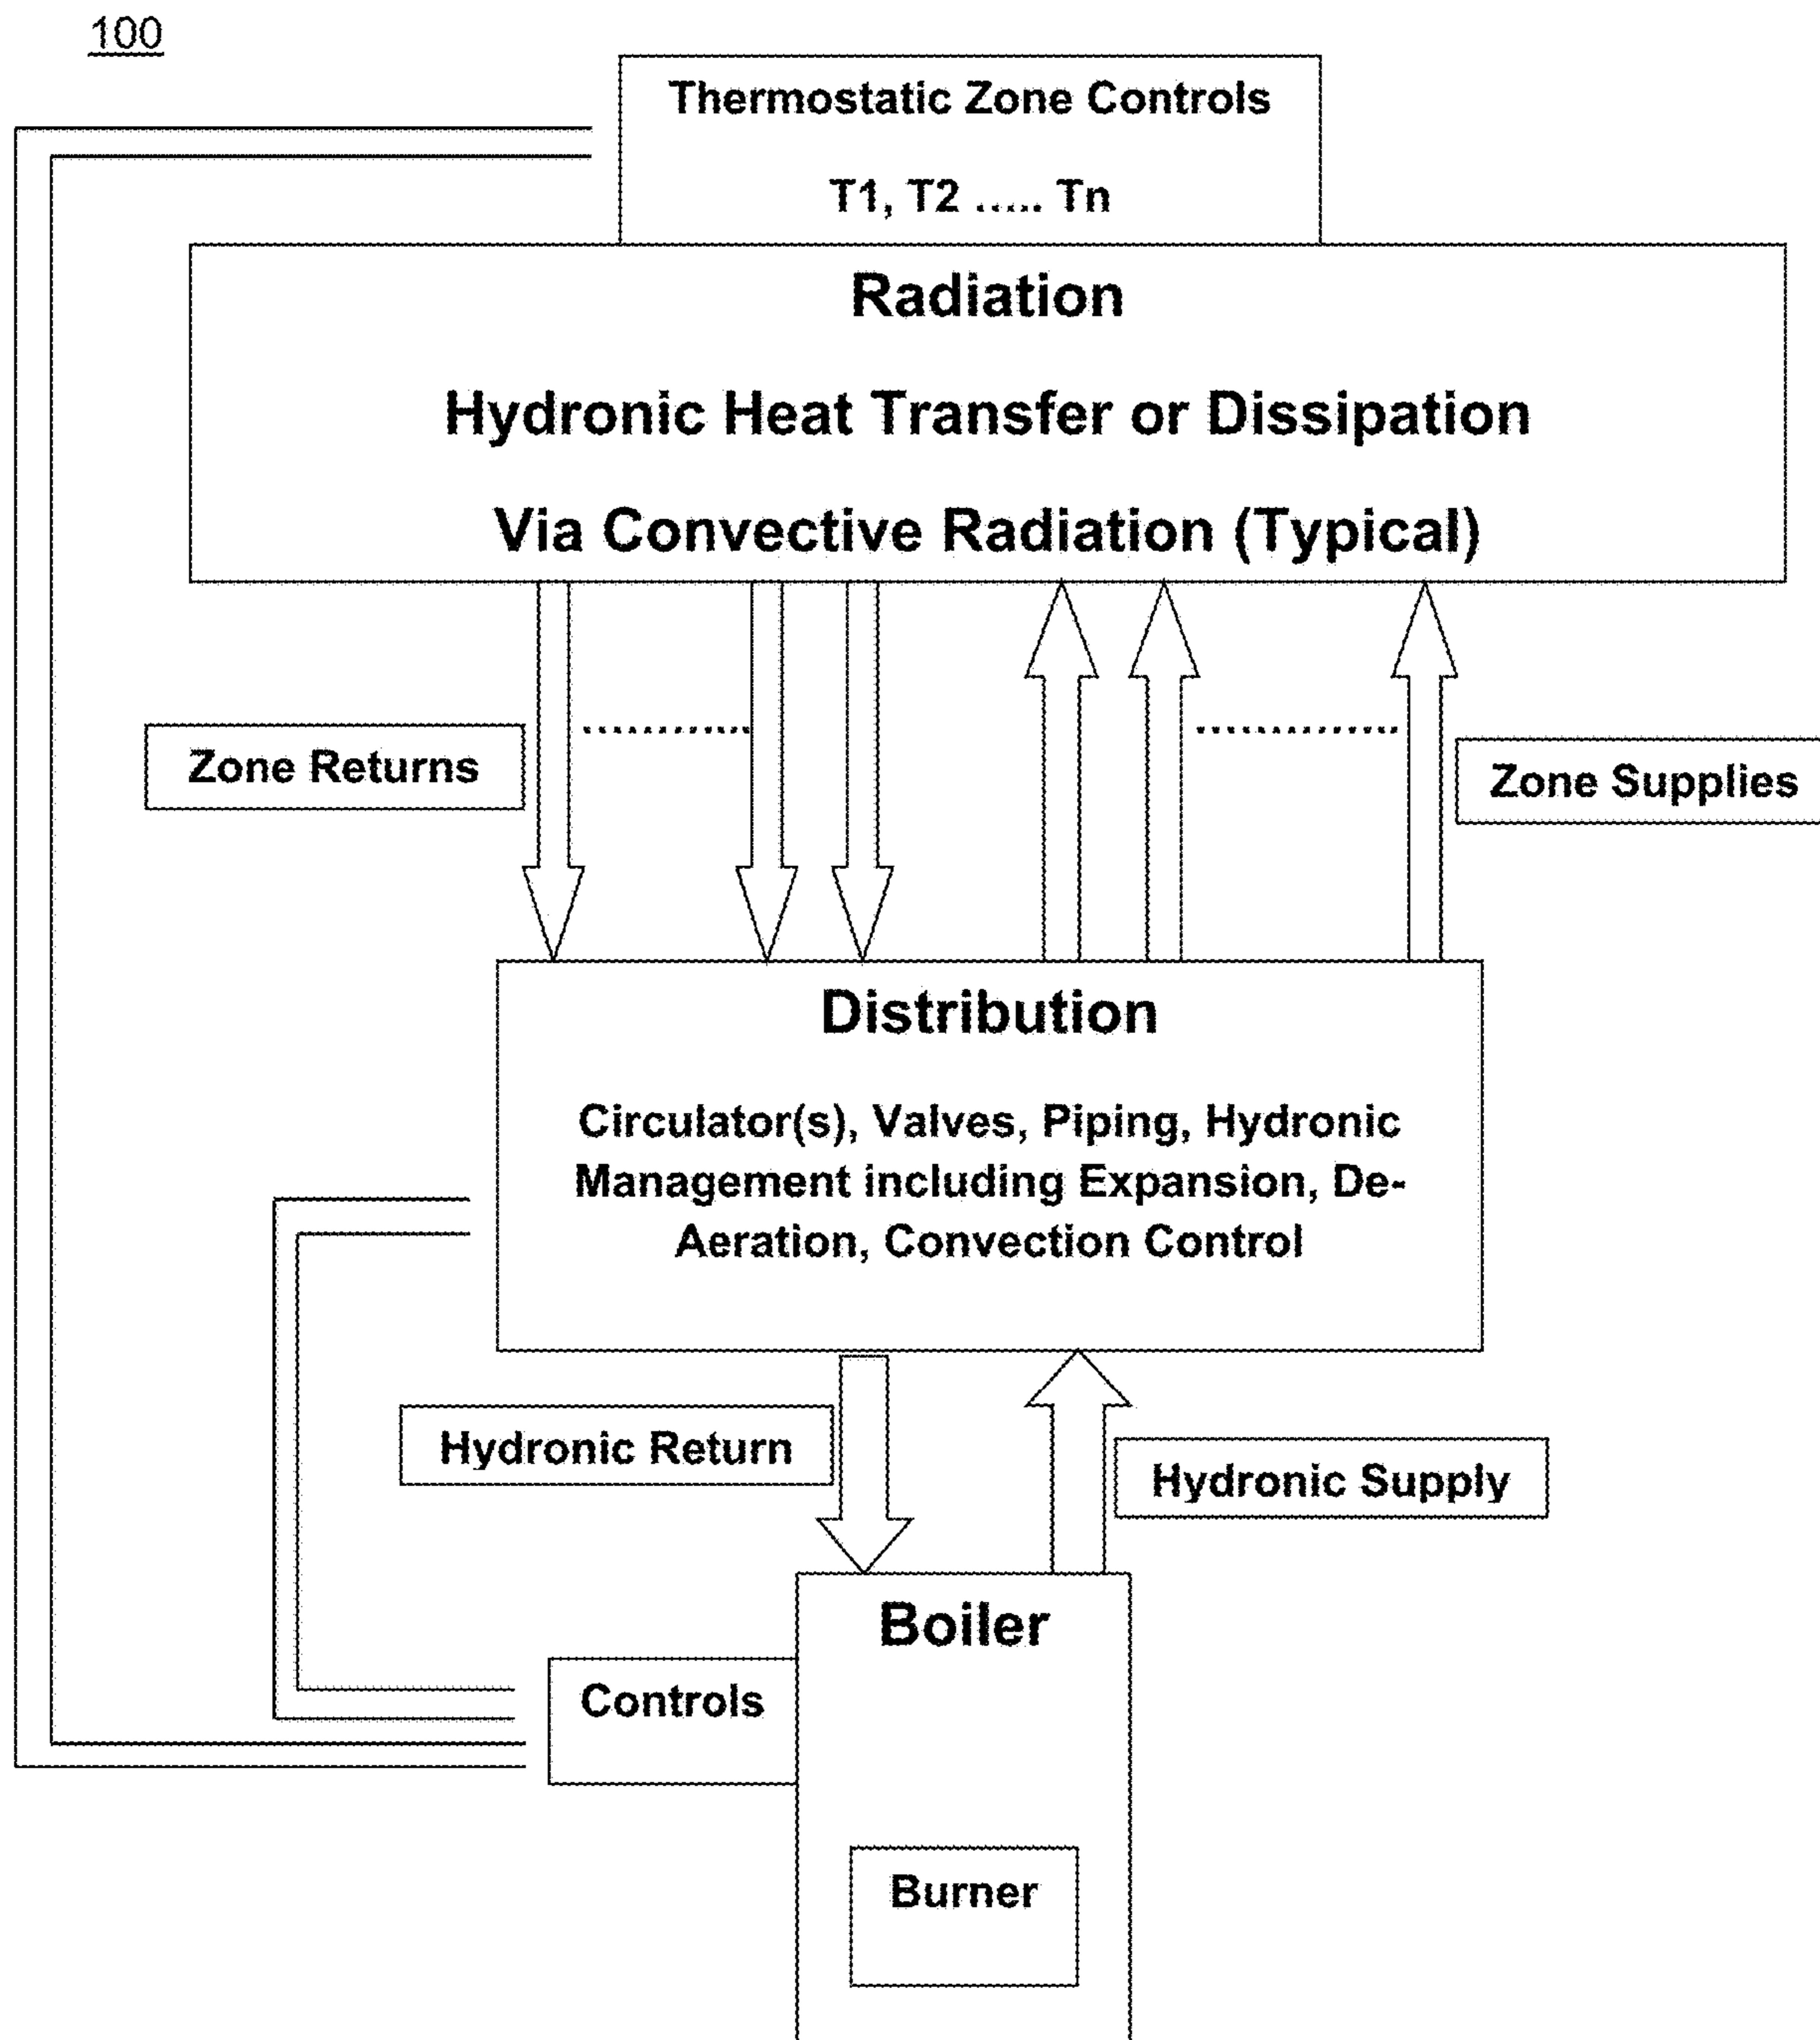 100
Thermostatic Zone Controls
T1, T2 ..... Tn
Radiation
Hydronic Heat Transfer or Dissipation
Via Convective Radiation (Typical)
Zone Returns
Zone Supplies
Distribution
Circulator(s), Valves, Piping, Hydronic
Management including Expansion, De-
Aeration, Convection Control
Hydronic Return
Hydronic Supply
Boiler
Controls
Burner